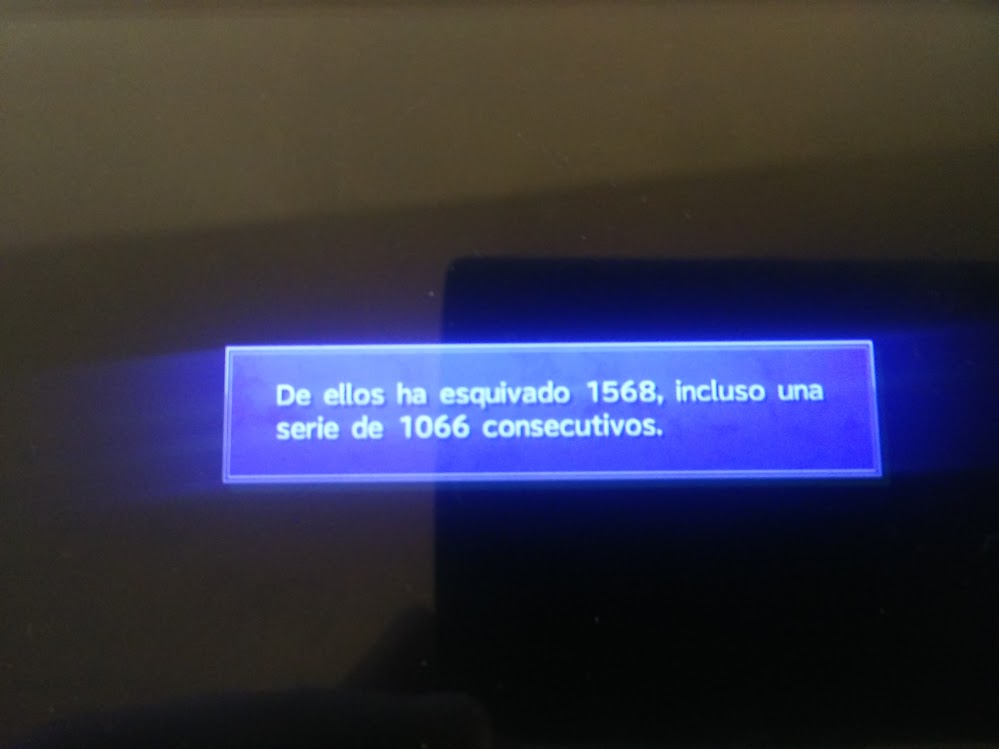 De ellos ha esquivado 1568, incluso una
serie de 1066 consecutivos.